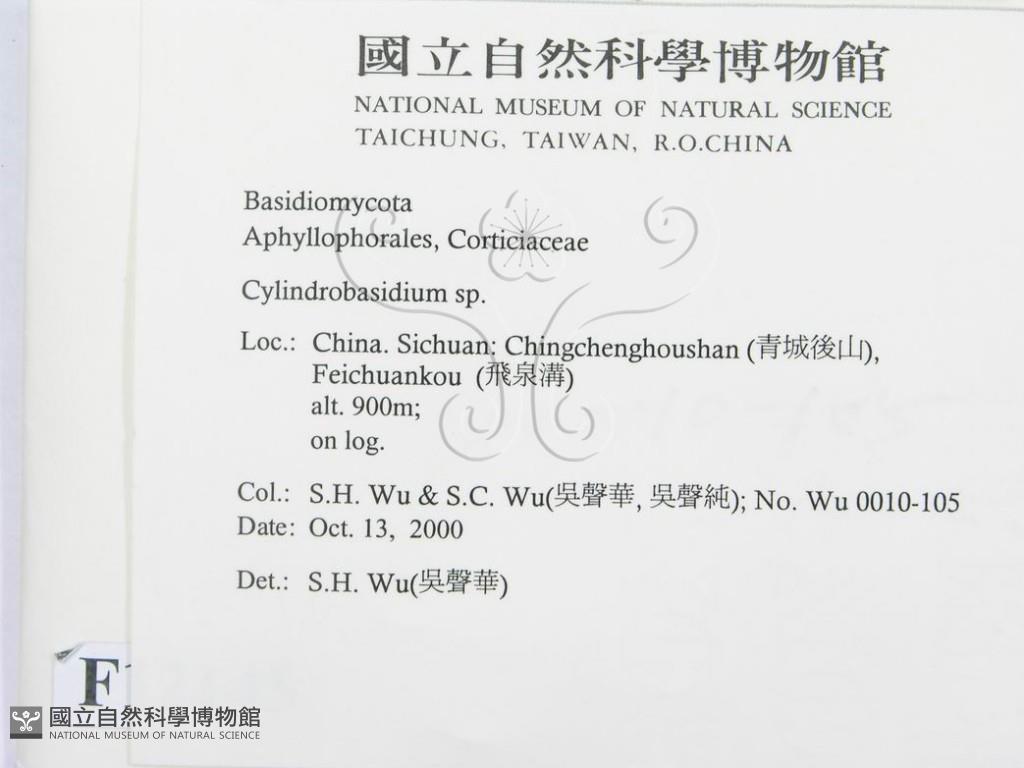 國立自然科學博物館
NATIONAL MUSEUM OF NATURAL SCIENCE
TAICHUNG, TAIWAN, R.O.CHINA
Basidiomycota
Aphyllophorales, Corticiaceae
Cylindrobasidium sp.
Loc.: China. Sichuan: Chingchenghoushan (青城後山),
Feichuankou (飛泉溝)
alt. 900m;
on log.
Col.: S.H. Wu & S.C. Wu(吳聲華, 吳聲純); No. Wu 0010-105
Date: Oct. 13, 2000
Det.: S.H. Wu(吳聲華)
F
國立自然科學博物館
NATIONAL MUSEUM OF NATURAL SCIENCE